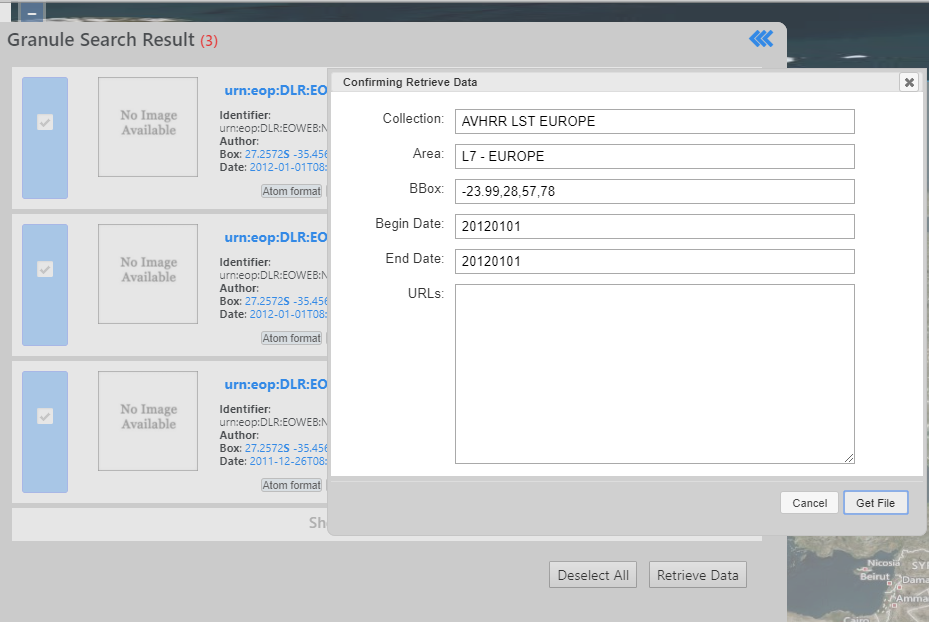 Granule Search Result (3)
No Image
Available
urn:eop:DLR:EO
Identifier:
urn:eop:DLR:EOWEB:N
Author:
Box: 27.2572S -35.456
Date: 2012-01-01T08:
Atom format
No Image
Available
urn:eop:DLR:EO
Identifier:
urn:eop:DLR:EOWEB:N
Author:
Box: 27.2572S -35.456
Date: 2012-01-01T08:
Atom format
No Image
Available
urn:eop:DLR:EO
Identifier:
urn:eop:DLR:EOWEB:N
Author:
Box: 27.2572S -35.456
Date: 2011-12-26T08:
Atom format
Sh
Deselect All
Retrieve Data
Confirming Retrieve Data
Collection: AVHRR LST EUROPE
Area: L7 - EUROPE
BBox: -23.99,28,57,78
Begin Date: 20120101
End Date: 20120101
URLs:
Cancel
Get File
Nicosia
SY
Beirut
Dama
Amma
Cairo